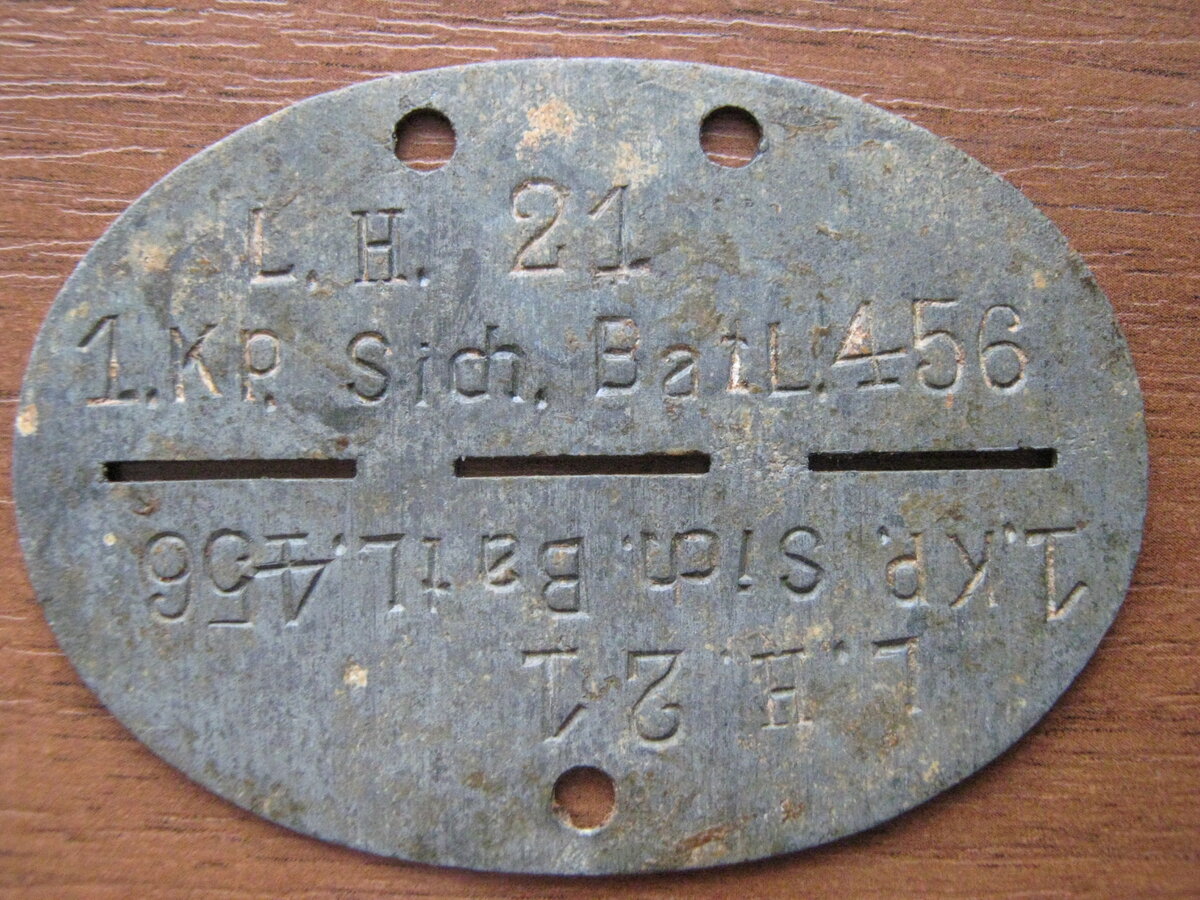 L. H. 21
1.KP. Sich. BatL.456
1.KP. Sich. BatL.456
L. H. 21